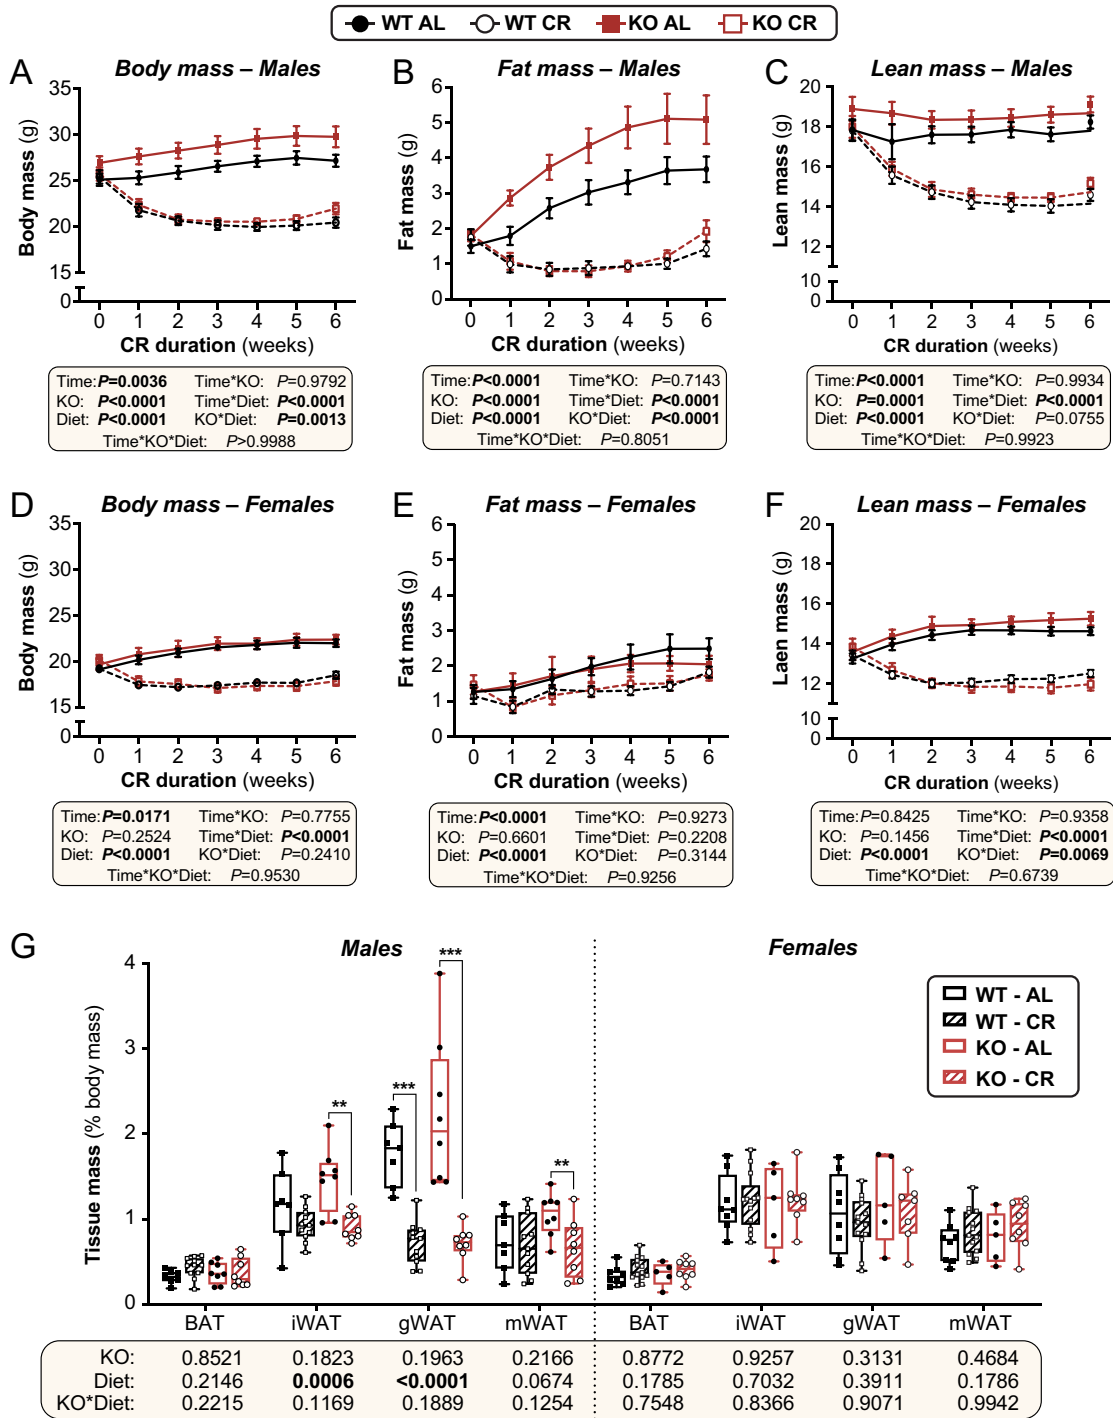 WT AL WT CR KO AL KO CR
A Body mass – Males
Body mass (g)
35
30
25
20
15
0
0 1 2 3 4 5 6
CR duration (weeks)
Time: P=0.0036 Time*KO: P=0.9792
KO: P<0.0001 Time*Diet: P<0.0001
Diet: P<0.0001 KO*Diet: P=0.0013
Time*KO*Diet: P>0.9988
B Fat mass – Males
Fat mass (g)
6
5
4
3
2
1
0
0 1 2 3 4 5 6
CR duration (weeks)
Time: P<0.0001 Time*KO: P=0.7143
KO: P<0.0001 Time*Diet: P<0.0001
Diet: P<0.0001 KO*Diet: P<0.0001
Time*KO*Diet: P=0.8051
C Lean mass – Males
Lean mass (g)
20
18
16
14
12
10
0
0 1 2 3 4 5 6
CR duration (weeks)
Time: P<0.0001 Time*KO: P=0.9934
KO: P=0.0001 Time*Diet: P<0.0001
Diet: P<0.0001 KO*Diet: P=0.0755
Time*KO*Diet: P=0.9923
D Body mass – Females
Body mass (g)
35
30
25
20
15
0
0 1 2 3 4 5 6
CR duration (weeks)
Time: P=0.0171 Time*KO: P=0.7755
KO: P=0.2524 Time*Diet: P<0.0001
Diet: P<0.0001 KO*Diet: P=0.2410
Time*KO*Diet: P=0.9530
E Fat mass – Females
Fat mass (g)
6
5
4
3
2
1
0
0 1 2 3 4 5 6
CR duration (weeks)
Time: P<0.0001 Time*KO: P=0.9273
KO: P=0.6601 Time*Diet: P=0.2208
Diet: P<0.0001 KO*Diet: P=0.3144
Time*KO*Diet: P=0.9256
F Lean mass – Females
Laen mass (g)
20
18
16
14
12
10
0
0 1 2 3 4 5 6
CR duration (weeks)
Time: P=0.8425 Time*KO: P=0.9358
KO: P=0.1456 Time*Diet: P<0.0001
Diet: P<0.0001 KO*Diet: P=0.0069
Time*KO*Diet: P=0.6739
G Males Females
Tissue mass (% body mass)
4
3
2
1
0
** *** *** **
WT - AL
WT - CR
KO - AL
KO - CR
BAT iWAT gWAT mWAT BAT iWAT gWAT mWAT
KO: 0.8521 0.1823 0.1963 0.2166 0.8772 0.9257 0.3131 0.4684
Diet: 0.2146 0.0006 <0.0001 0.0674 0.1785 0.7032 0.3911 0.1786
KO*Diet: 0.2215 0.1169 0.1889 0.1254 0.7548 0.8366 0.9071 0.9942